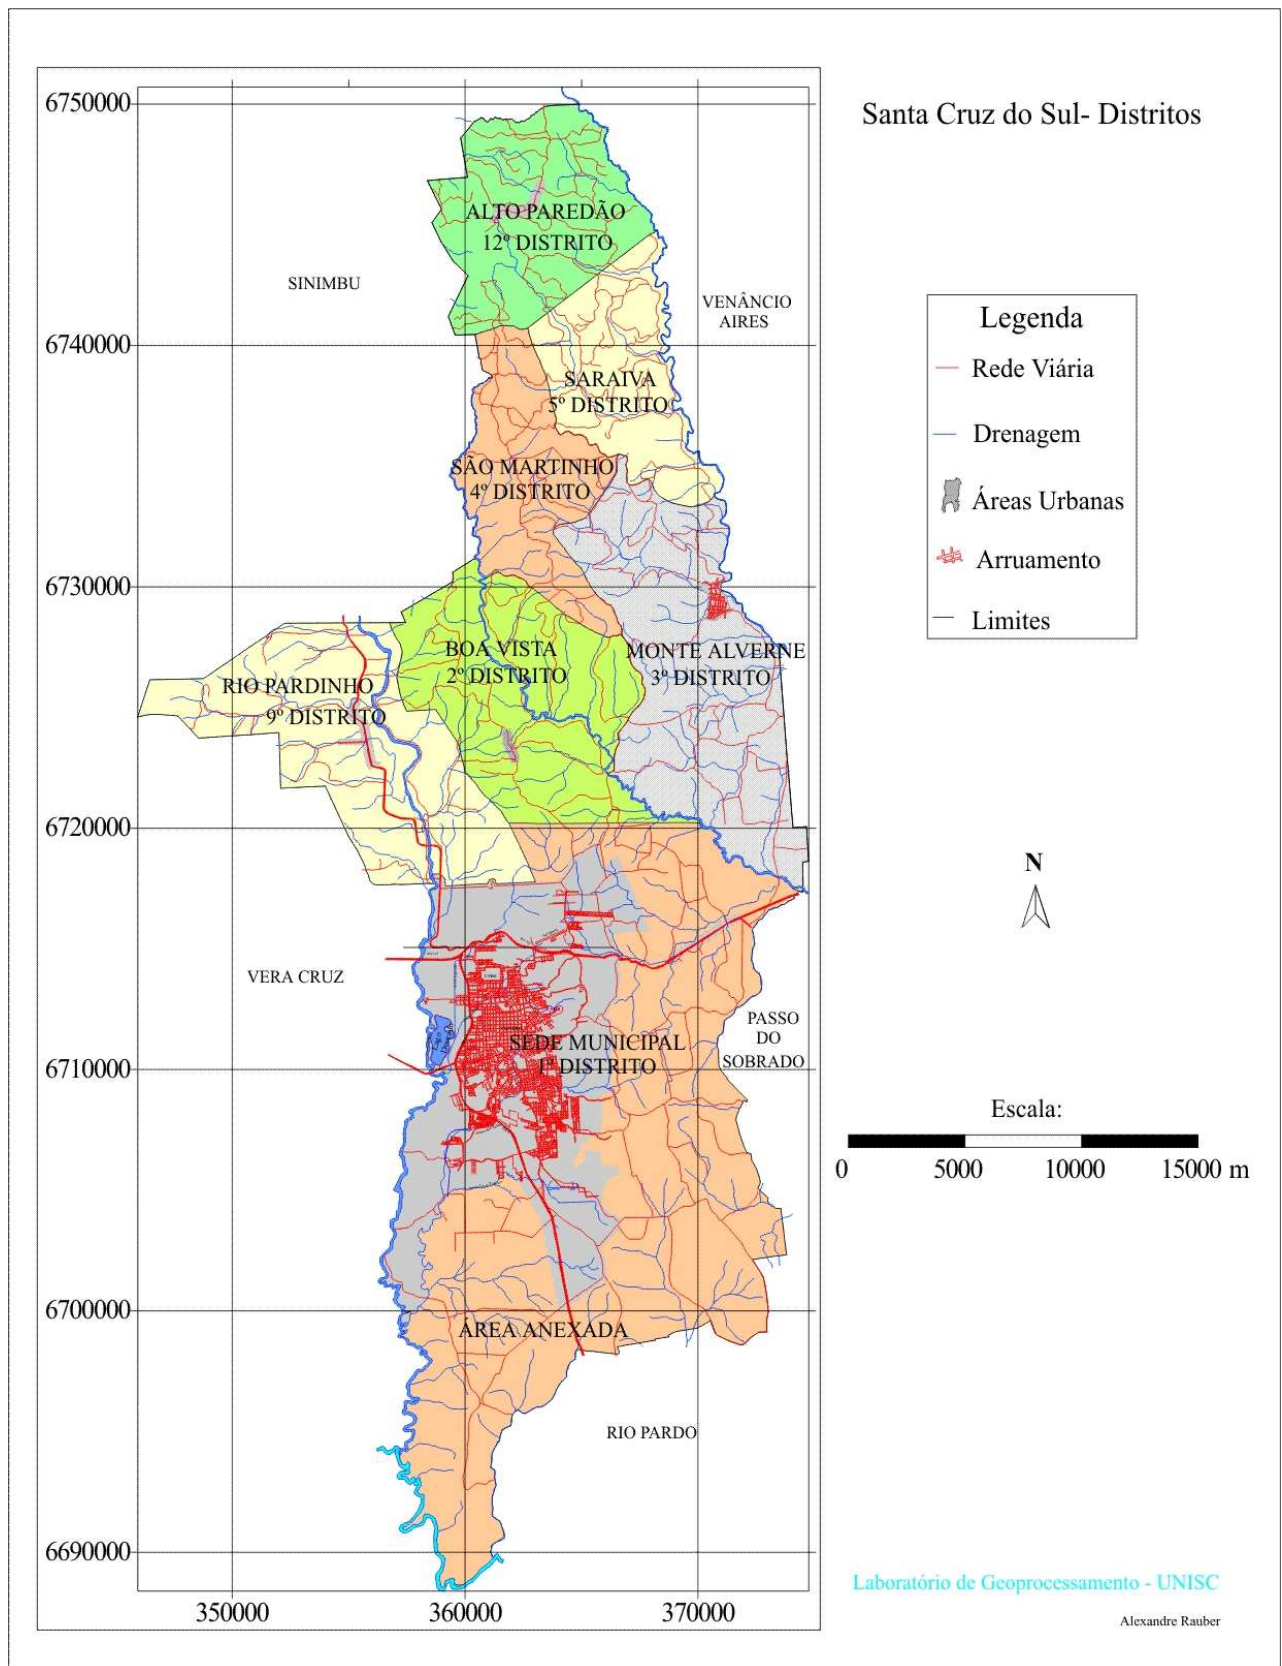 Santa Cruz do Sul- Distritos
6750000
6740000
6730000
6720000
6710000
6700000
6690000
350000
360000
370000
ALTO PAREDÃO
12º DISTRITO
SINIMBU
VENÂNCIO
AIRES
SARAIVA
5º DISTRITO
SÃO MARTINHO
4º DISTRITO
BOA VISTA
2º DISTRITO
MONTE ALVERNE
3º DISTRITO
RIO PARDINHO
9º DISTRITO
VERA CRUZ
PASSO
DO
SOBRADO
SEDE MUNICIPAL
1º DISTRITO
ÁREA ANEXADA
RIO PARDO
Legenda
Rede Viária
Drenagem
Áreas Urbanas
Arruamento
Limites
N
Escala:
0 5000 10000 15000 m
Laboratório de Geoprocessamento - UNISC
Alexandre Rauber